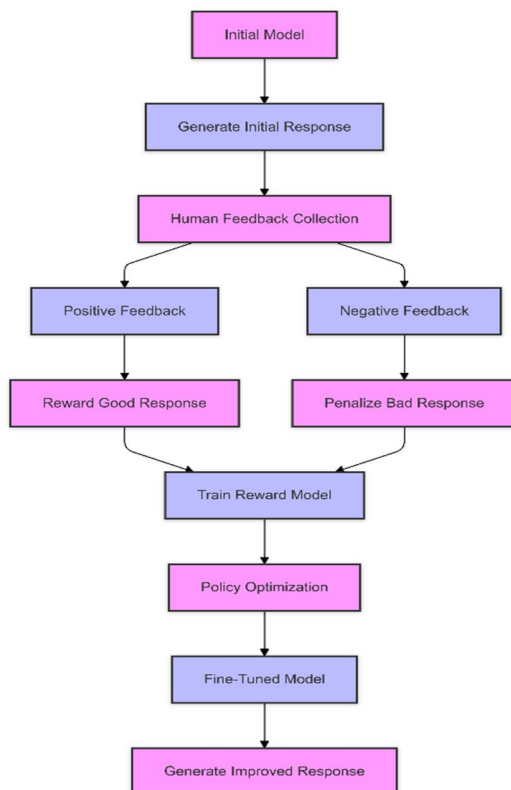 Initial Model
Generate Initial Response
Human Feedback Collection
Positive Feedback
Negative Feedback
Reward Good Response
Penalize Bad Response
Train Reward Model
Policy Optimization
Fine-Tuned Model
Generate Improved Response